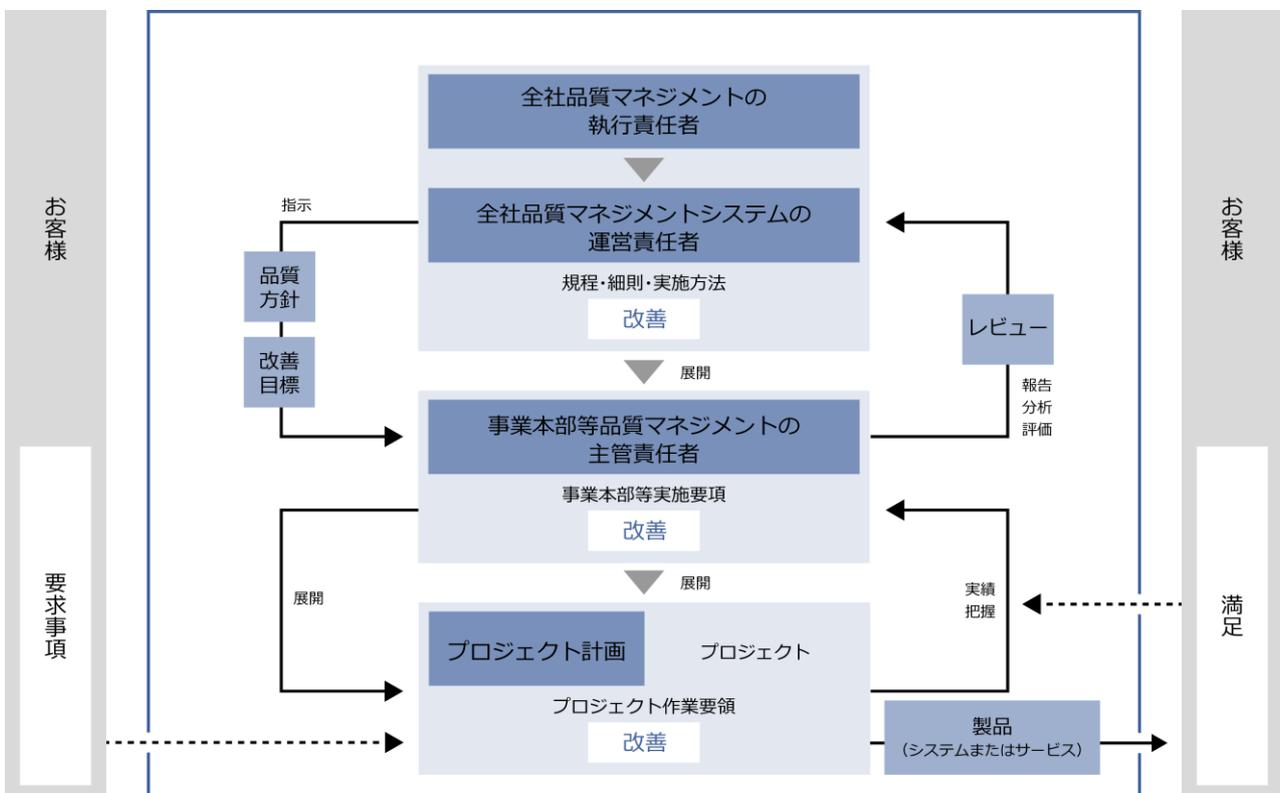 お客様
要求事項
全社品質マネジメントの
執行責任者
全社品質マネジメントシステムの
運営責任者
規程・細則・実施方法
改善
指示
品質
方針
改善
目標
レビュー
報告
分析
評価
展開
事業本部等品質マネジメントの
主管責任者
事業本部等実施要項
改善
展開
展開
実績
把握
プロジェクト計画
プロジェクト
プロジェクト作業要領
改善
製品
（システムまたはサービス）
お客様
満足